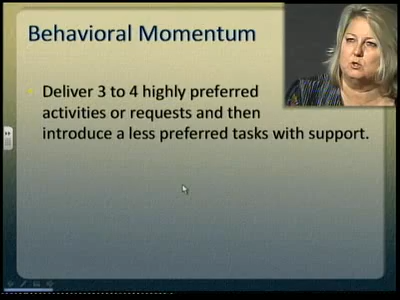 Behavioral Momentum
Deliver 3 to 4 highly preferred
activities or requests and then
introduce a less preferred tasks with support.